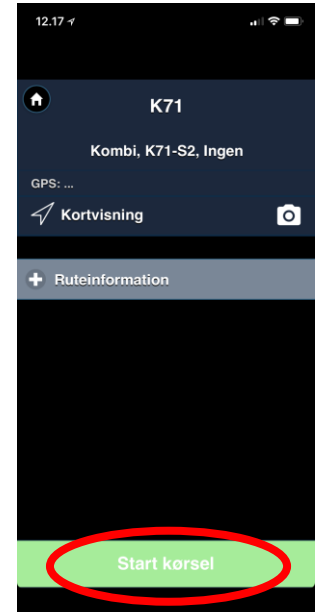 12.17
K71
Kombi, K71-S2, Ingen
GPS: ...
Kortvisning
Ruteinformation
Start kørsel